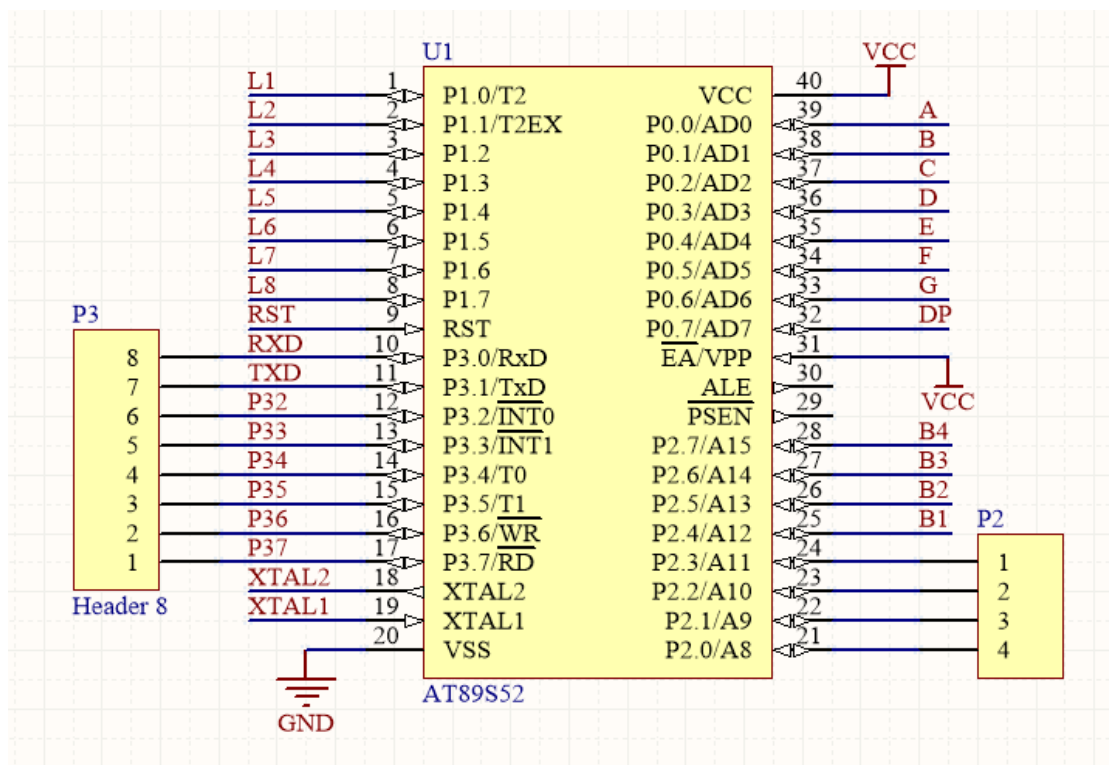 U1
VCC
L1 1 P1.0/T2 VCC 40
L2 2 P1.1/T2EX P0.0/AD0 39 A
L3 3 P1.2 P0.1/AD1 38 B
L4 4 P1.3 P0.2/AD2 37 C
L5 5 P1.4 P0.3/AD3 36 D
L6 6 P1.5 P0.4/AD4 35 E
L7 7 P1.6 P0.5/AD5 34 F
L8 8 P1.7 P0.6/AD6 33 G
P3
RST 9 RST P0.7/AD7 32 DP
8 RXD 10 P3.0/RxD EA/VPP 31
7 TXD 11 P3.1/TxD ALE 30
VCC
6 P32 12 P3.2/INT0 PSEN 29
5 P33 13 P3.3/INT1 P2.7/A15 28 B4
4 P34 14 P3.4/T0 P2.6/A14 27 B3
3 P35 15 P3.5/T1 P2.5/A13 26 B2
2 P36 16 P3.6/WR P2.4/A12 25 B1
P2
1 P37 17 P3.7/RD P2.3/A11 24 1
XTAL2 18 XTAL2 P2.2/A10 23 2
Header 8
XTAL1 19 XTAL1 P2.1/A9 22 3
20 VSS P2.0/A8 21 4
AT89S52
GND